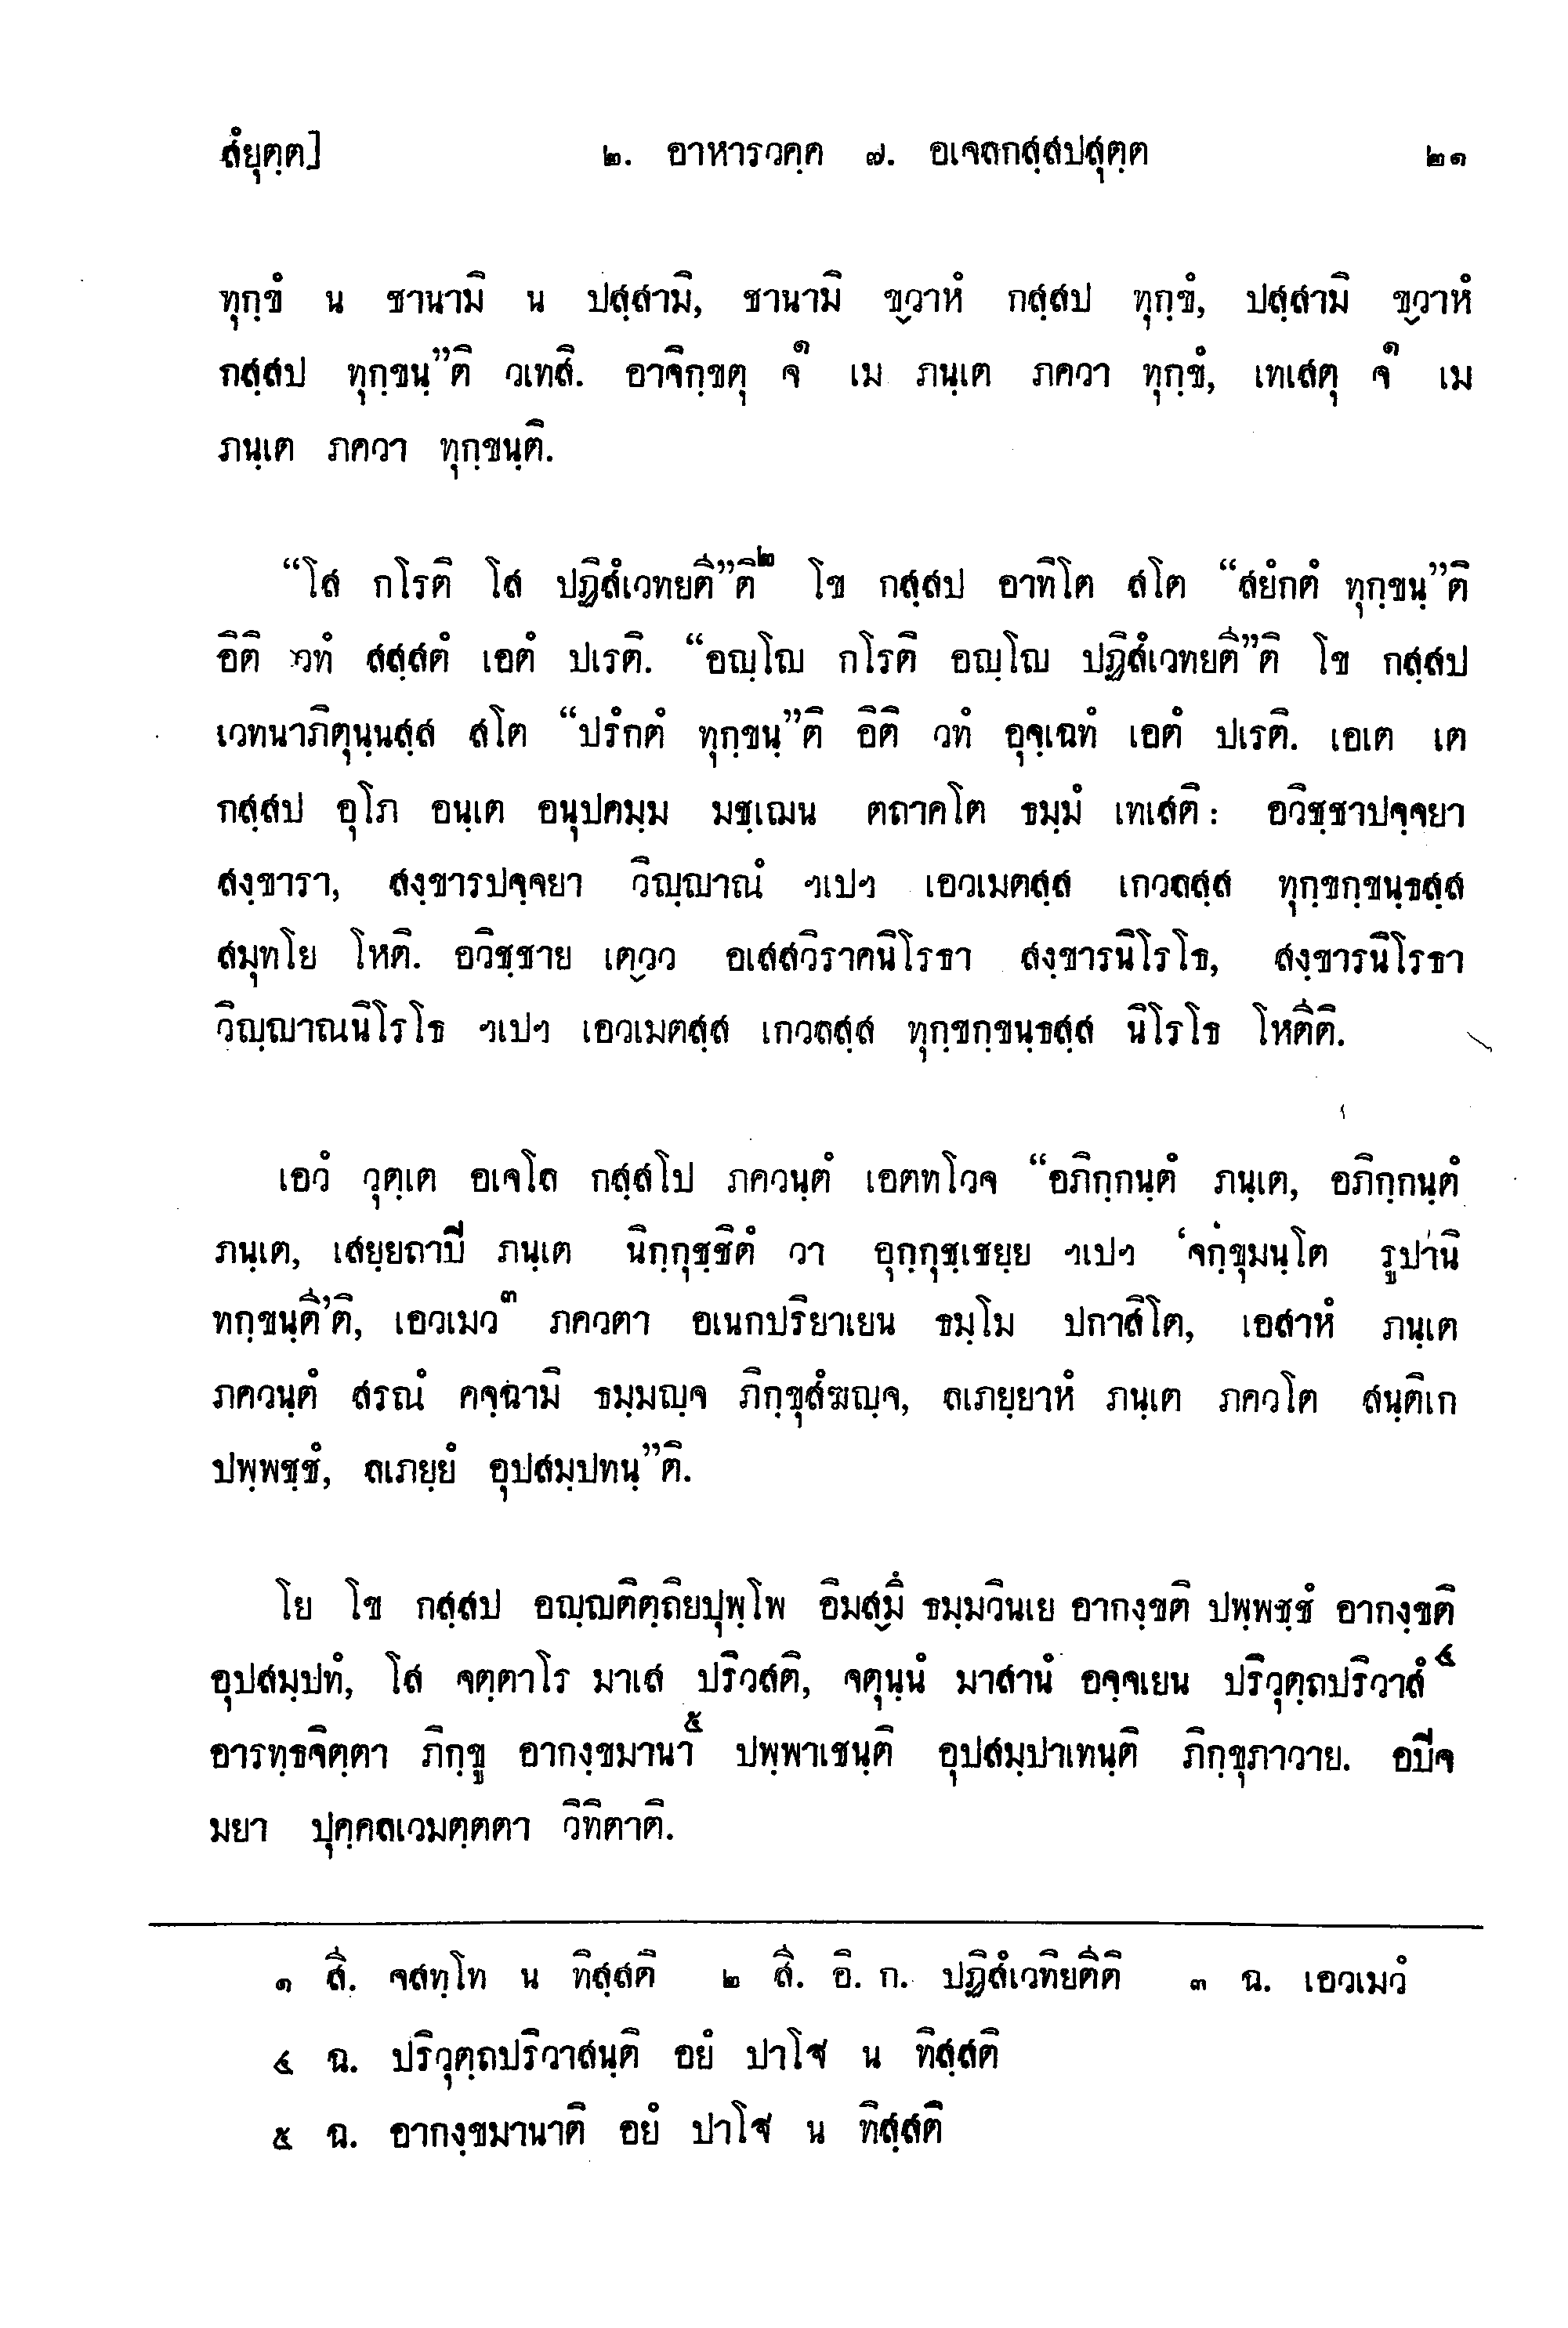 สํยุตฺต] ๒. อาหารวคฺค ๗. อเจลกสฺสปสุตฺต ๒๑
ทุกฺขํ น ชานามิ น ปสฺสามิ, ชานามิ ขฺวาหํ กสฺสป ทุกฺขํ, ปสฺสามิ ขฺวาหํ
กสฺสป ทุกฺขนฺ”ติ วเทสิ. อาจิกฺขตุ จ๑ เม ภนฺเต ภควา ทุกฺขํ, เทเสตุ จ๑ เม
ภนฺเต ภควา ทุกฺขนฺติ.
“โส กโรติ โส ปฏิสํเวทยตี”ติ๒ โข กสฺสป อาทิโต สโต “สยํกตํ ทุกฺขนฺ”ติ
อิติ วทํ สสฺสตํ เอตํ ปเรติ. “อญฺโญ กโรติ อญฺโญ ปฏิสํเวทยตี”ติ โข กสฺสป
เวทนาภิตุนฺนสฺส สโต “ปรํกตํ ทุกฺขนฺ”ติ อิติ วทํ อุจฺเฉทํ เอตํ ปเรติ. เอเต เต
กสฺสป อุโภ อนฺเต อนุปคมฺม มชฺเฌน ตถาคโต ธมฺมํ เทเสติ: อวิชฺชาปจฺจยา
สงฺขารา, สงฺขารปจฺจยา วิญฺญาณํ ฯเปฯ เอวเมตสฺส เกวลสฺส ทุกฺขกฺขนฺธสฺส
สมุทโย โหติ. อวิชฺชาย เตฺวว อเสสวิราคนิโรธา สงฺขารนิโรโธ, สงฺขารนิโรธา
วิญฺญาณนิโรโธ ฯเปฯ เอวเมตสฺส เกวลสฺส ทุกฺขกฺขนฺธสฺส นิโรโธ โหตีติ.
เอวํ วุตฺเต อเจโล กสฺสโป ภควนฺตํ เอตทโวจ “อภิกฺกนฺตํ ภนฺเต, อภิกฺกนฺตํ
ภนฺเต, เสยฺยถาปิ ภนฺเต นิกฺกุชฺชิตํ วา อุกฺกุชฺเชยฺย ฯเปฯ ‘จกฺขุมนฺโต รูปานิ
ทกฺขนฺตี’ติ, เอวเมว๓ ภควตา อเนกปริยาเยน ธมฺโม ปกาสิโต, เอสาหํ ภนฺเต
ภควนฺตํ สรณํ คจฺฉามิ ธมฺมญฺจ ภิกฺขุสํฆญฺจ, ลเภยฺยาหํ ภนฺเต ภควโต สนฺติเก
ปพฺพชฺชํ, ลเภยฺยํ อุปสมฺปทนฺ”ติ.
โย โข กสฺสป อญฺญติตฺถิยปุพฺโพ อิมสฺมึ ธมฺมวินเย อากงฺขติ ปพฺพชฺชํ อากงฺขติ
อุปสมฺปทํ, โส จตฺตาโร มาเส ปริวสติ, จตุนฺนํ มาสานํ อจฺจเยน ปริวุตฺถปริวาสํ๔
อารทฺธจิตฺตา ภิกฺขู อากงฺขมานา๕ ปพฺพาเชนฺติ อุปสมฺปาเทนฺติ ภิกฺขุภาวาย. อปิจ
มยา ปุคฺคลเวมตฺตตา วิทิตาติ.
๑ สี. จสทฺโท น ทิสฺสติ ๒ สี. อิ. ก. ปฏิสํเวทิยตีติ ๓ ฉ. เอวเมวํ
๔ ฉ. ปริวุตฺถปริวาสนฺติ อยํ ปาโฐ น ทิสฺสติ
๕ ฉ. อากงฺขมานาติ อยํ ปาโฐ น ทิสฺสติ